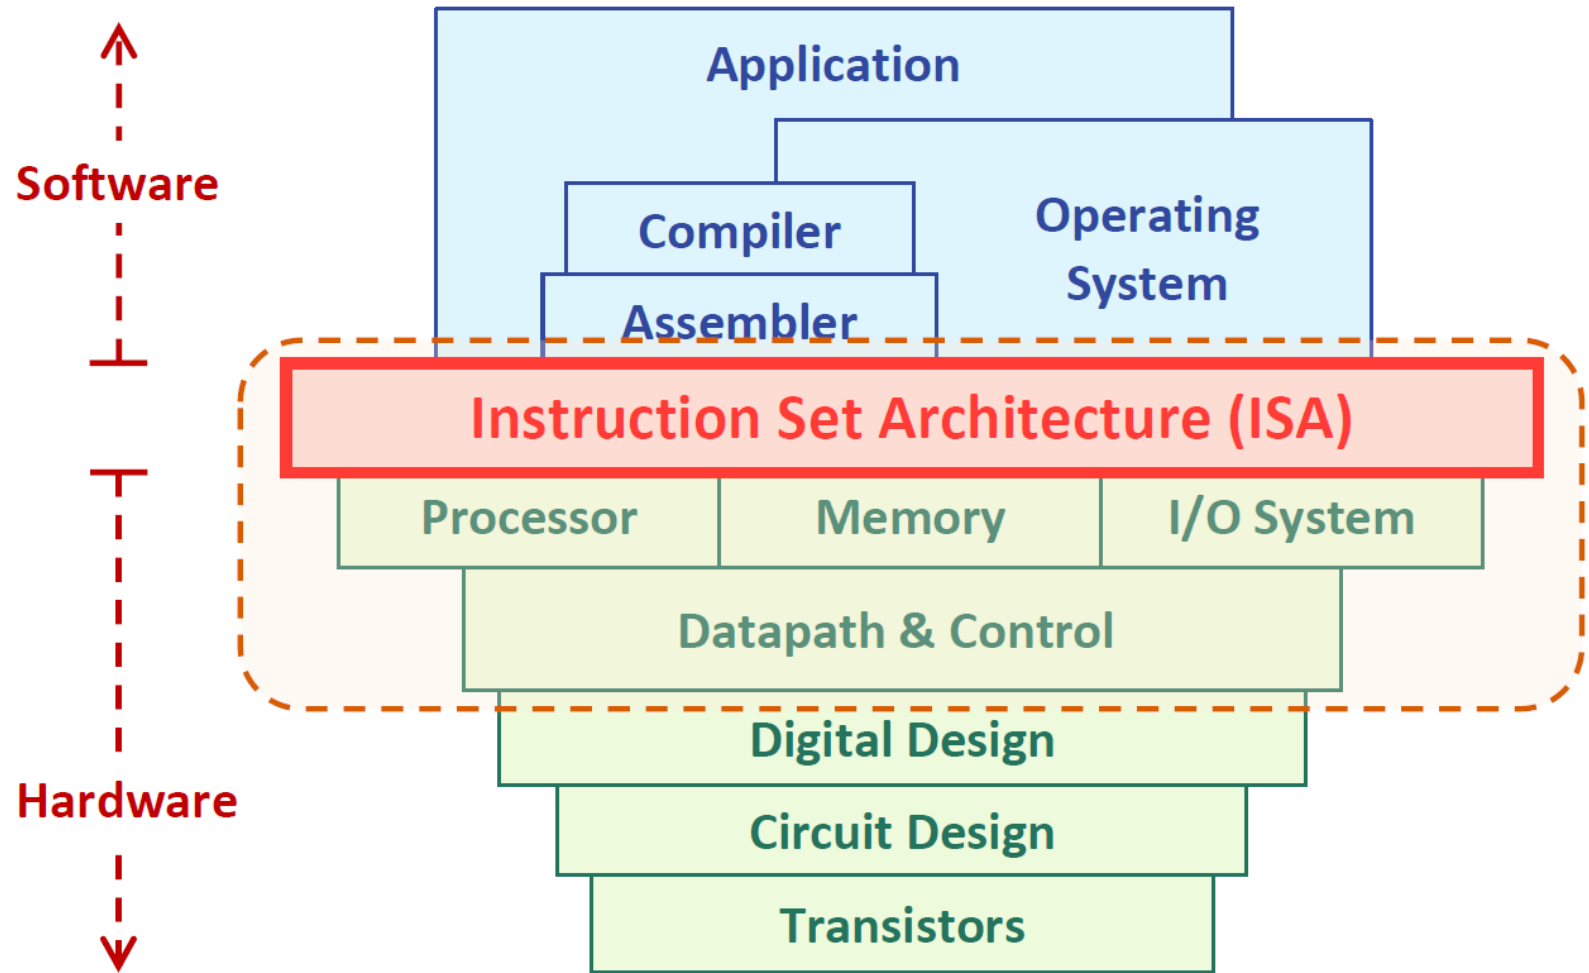 Application
Software
Compiler
Operating
System
Assembler
Instruction Set Architecture (ISA)
Processor
Memory
I/O System
Datapath & Control
Digital Design
Hardware
Circuit Design
Transistors